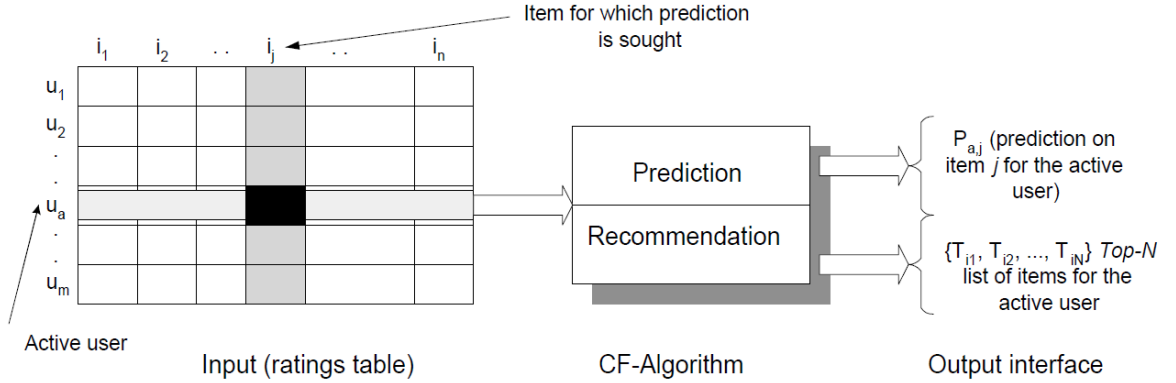 Item for which prediction
is sought
i1 i2 . . ij . . in
u1
u2
.
.
ua
.
.
um
Active user
Prediction
Recommendation
Pa,j (prediction on
item j for the active
user)
{Ti1, Ti2, ..., TiN} Top-N
list of items for the
active user
Input (ratings table) CF-Algorithm Output interface